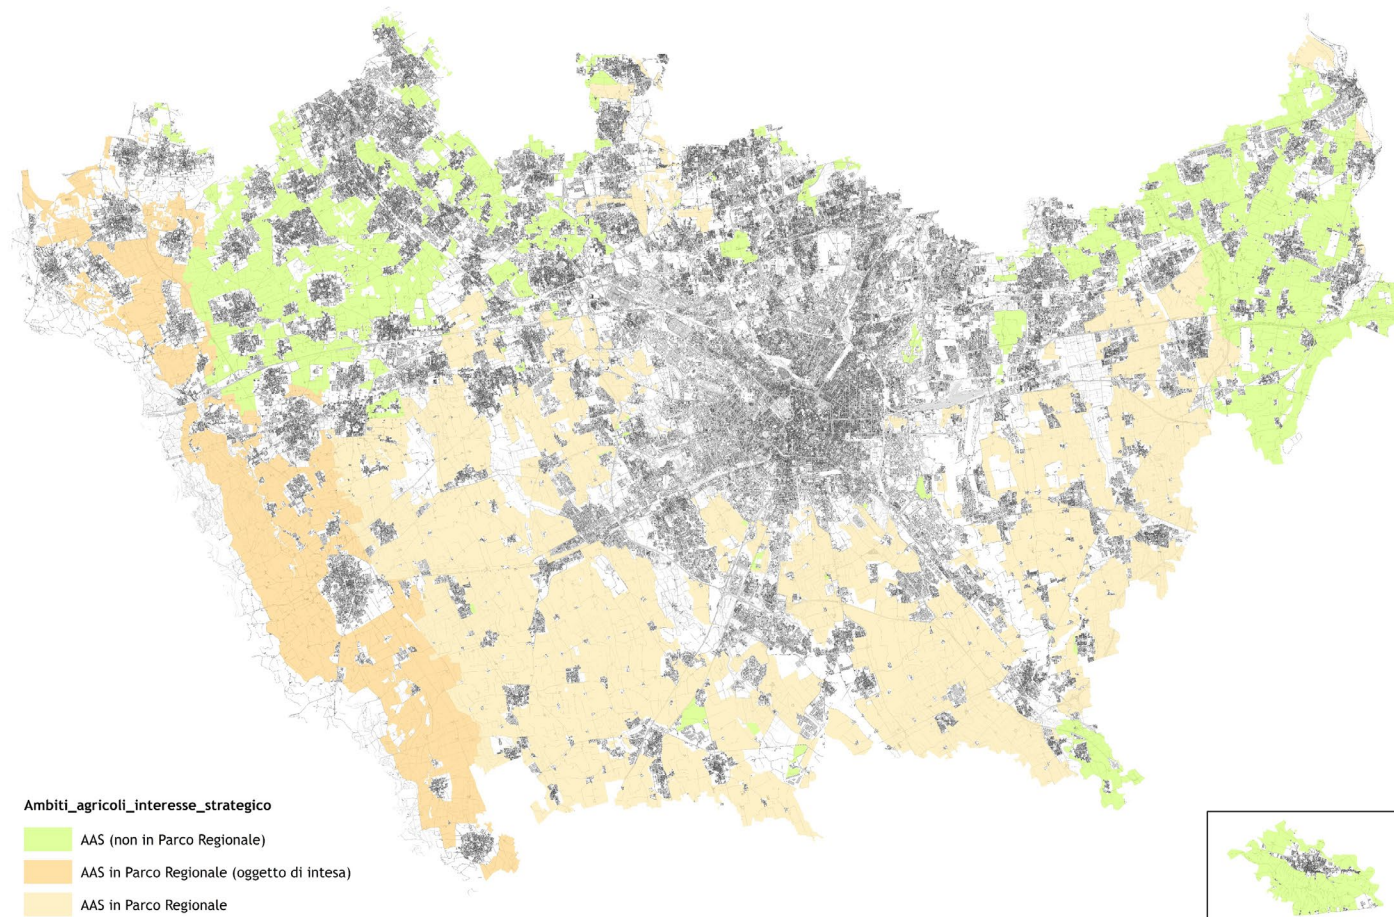 Ambiti_agricoli_interesse_strategico
AAS (non in Parco Regionale)
AAS in Parco Regionale (oggetto di intesa)
AAS in Parco Regionale